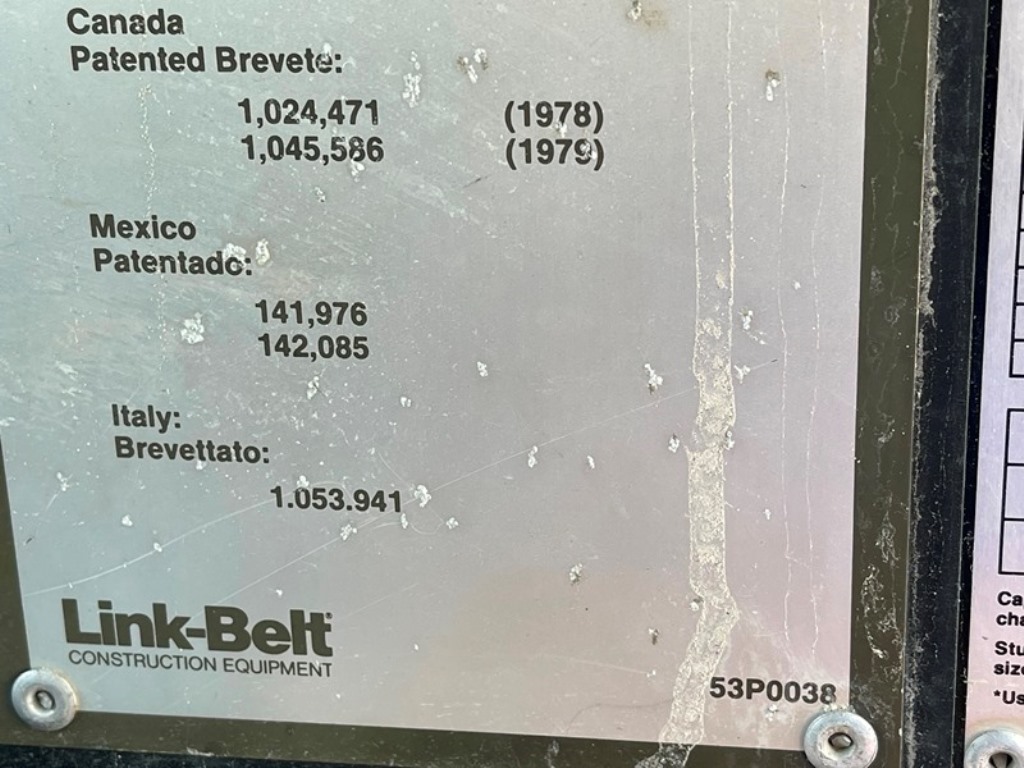 Canada
Patented Brevete:
1,024,471 (1978)
1,045,586 (1979)
Mexico
Patentado:
141,976
142,085
Italy:
Brevettato:
1.053.941
Link-Belt
CONSTRUCTION EQUIPMENT
53P0038